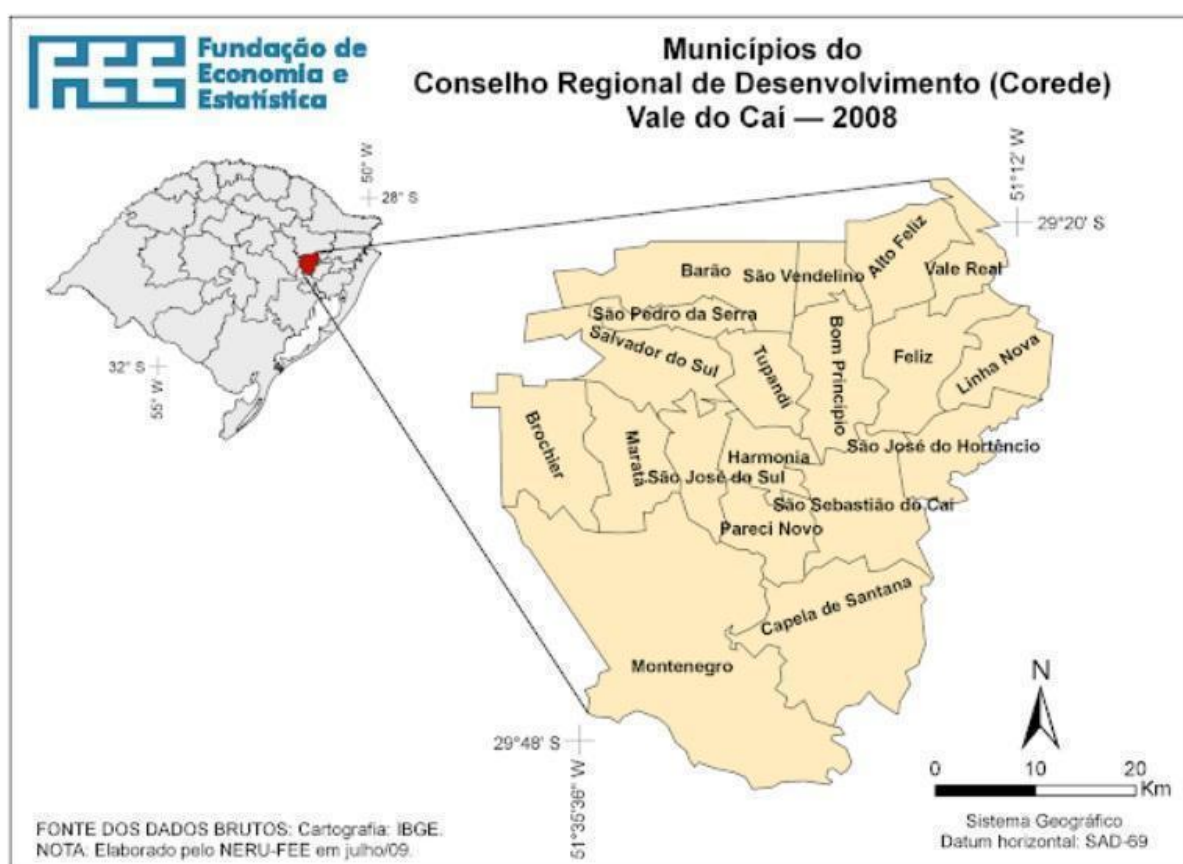 FEE
Fundação de
Economia e
Estatística
Municípios do
Conselho Regional de Desenvolvimento (Corede)
Vale do Caí — 2008
50° W
28° S
32° S
55° W
51°12' W
29°20' S
Alto Feliz
Barão
São Vendelino
Vale Real
São Pedro da Serra
Salvador do Sul
Tupandi
Bom Princípio
Feliz
Linha Nova
Brochier
Maratá
São José do Sul
Harmonia
São José do Hortêncio
São Sebastião do Caí
Pareci Novo
Capela de Santana
Montenegro
29°48' S
51°35'36" W
N
0 10 20
Km
Sistema Geográfico
Datum horizontal: SAD-69
FONTE DOS DADOS BRUTOS: Cartografia: IBGE.
NOTA: Elaborado pelo NERU-FEE em julho/09.